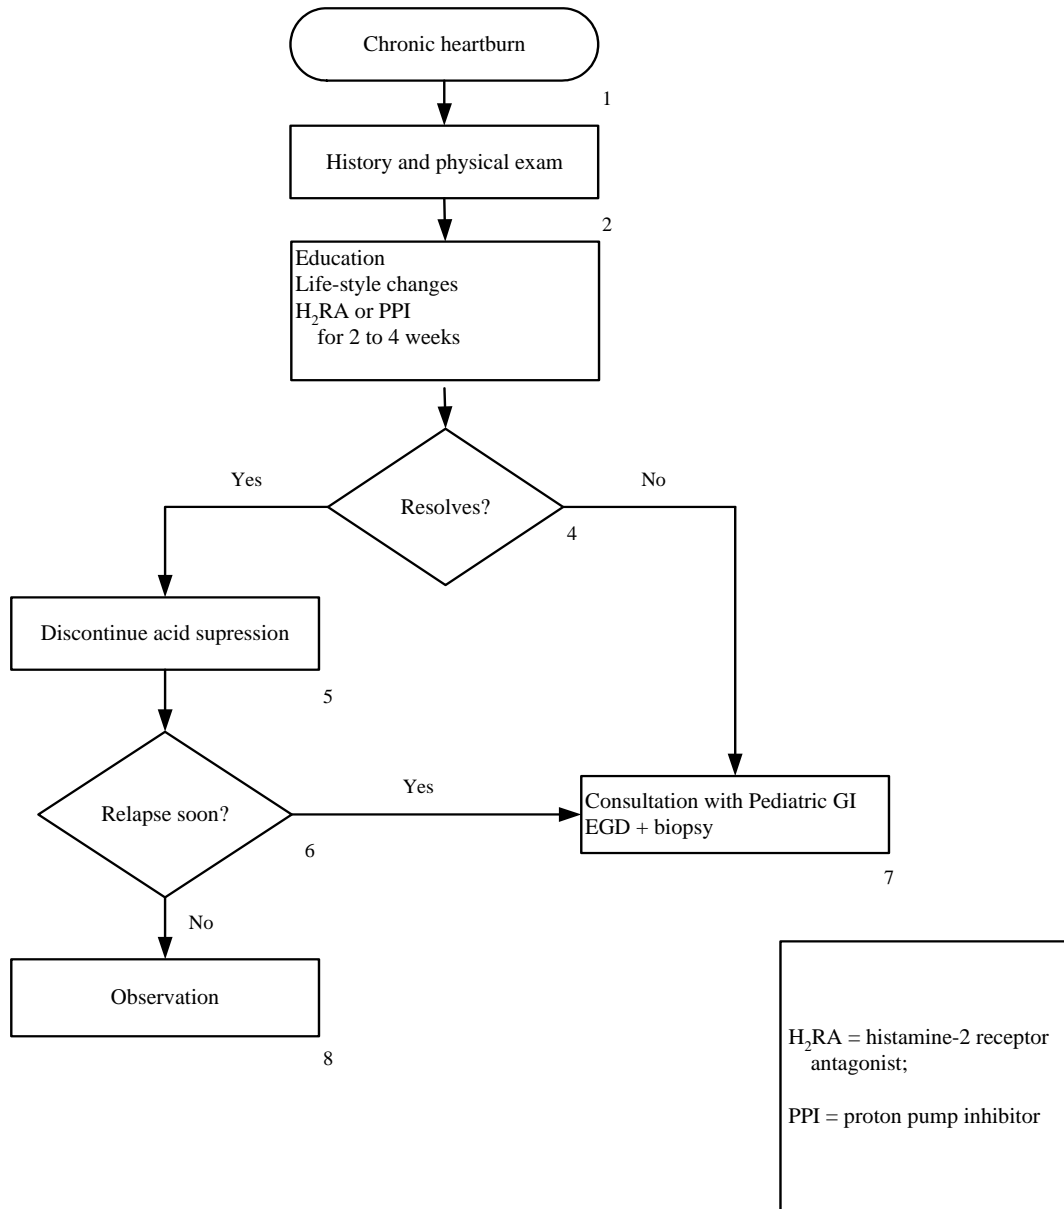 Chronic heartburn
1
History and physical exam
2
Education
Life-style changes
H₂RA or PPI
for 2 to 4 weeks
Resolves?
4
Yes
No
Discontinue acid supression
5
Relapse soon?
6
Yes
No
Consultation with Pediatric GI
EGD + biopsy
7
Observation
8
H₂RA = histamine-2 receptor
antagonist;
PPI = proton pump inhibitor